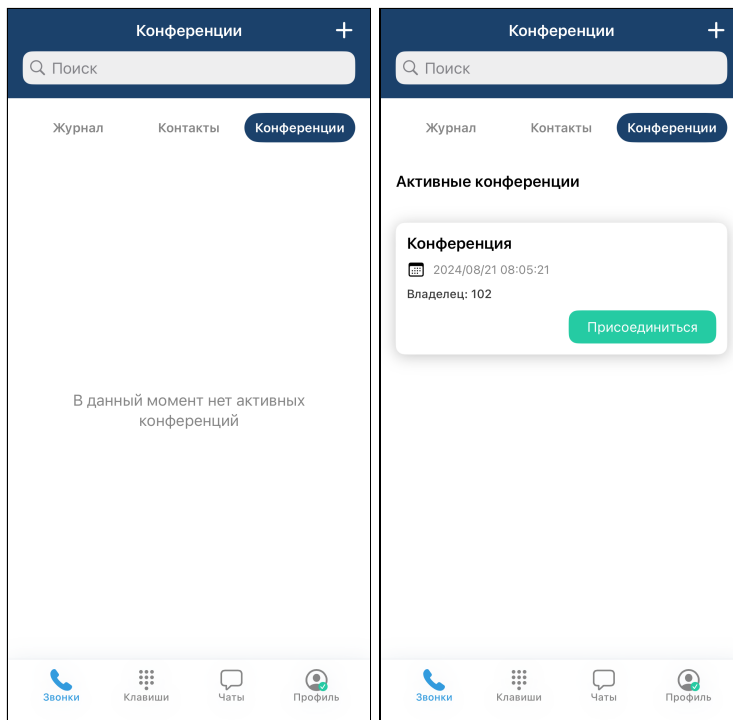 Конференции
Поиск
Журнал Контакты Конференции
В данный момент нет активных
конференций
Звонки Клавиши Чаты Профиль
Конференции
Поиск
Журнал Контакты Конференции
Активные конференции
Конференция
2024/08/21 08:05:21
Владелец: 102
Присоединиться
Звонки Клавиши Чаты Профиль